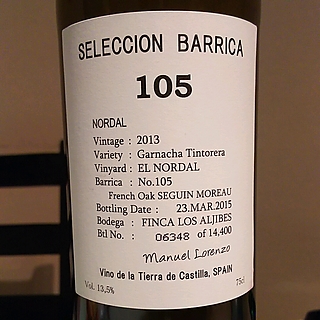 SELECCION BARRICA
105
NORDAL
Vintage : 2013
Variety : Garnacha Tintorera
Vinyard : EL NORDAL
Barrica : No.105
French Oak SEGUIN MOREAU
Bottling Date : 23.MAR.2015
Bodega : FINCA LOS ALJIBES
Btl No. : 06348 of 14,400
Manuel Lorenzo
Vino de la Tierra de Castilla, SPAIN
Vol. 13,5% 75cl